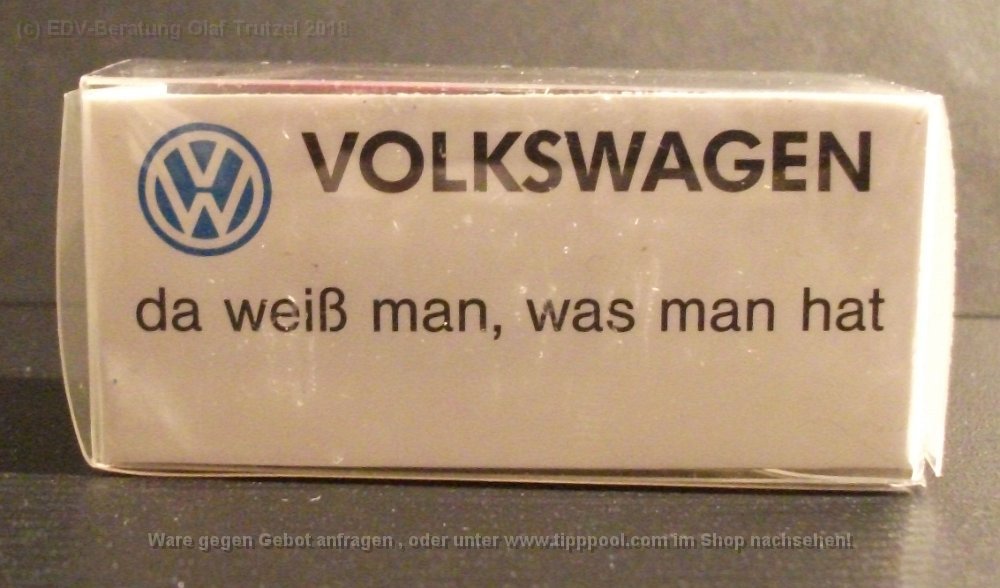 (c) EDV-Beratung Olaf Trutzel 2018
VOLKSWAGEN
da weiß man, was man hat
Ware gegen Gebot anfragen , oder unter www.tipppool.com im Shop nachsehen!